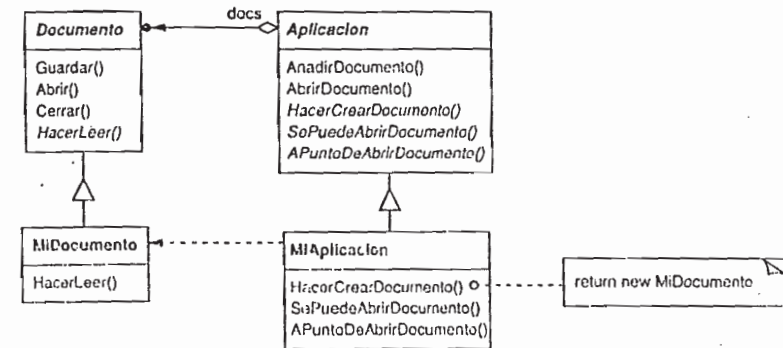 docs
Documento
Guardar()
Abrir()
Cerrar()
HacerLeer()
Aplicacion
AnadirDocumento()
AbrirDocumento()
HacerCrearDocumento()
SePuedeAbrirDocumento()
APuntoDeAbrirDocumento()
MiDocumento
HacerLeer()
MiAplicacion
HacerCrearDocumento()
SePuedeAbrirDocumento()
APuntoDeAbrirDocumento()
return new MiDocumento